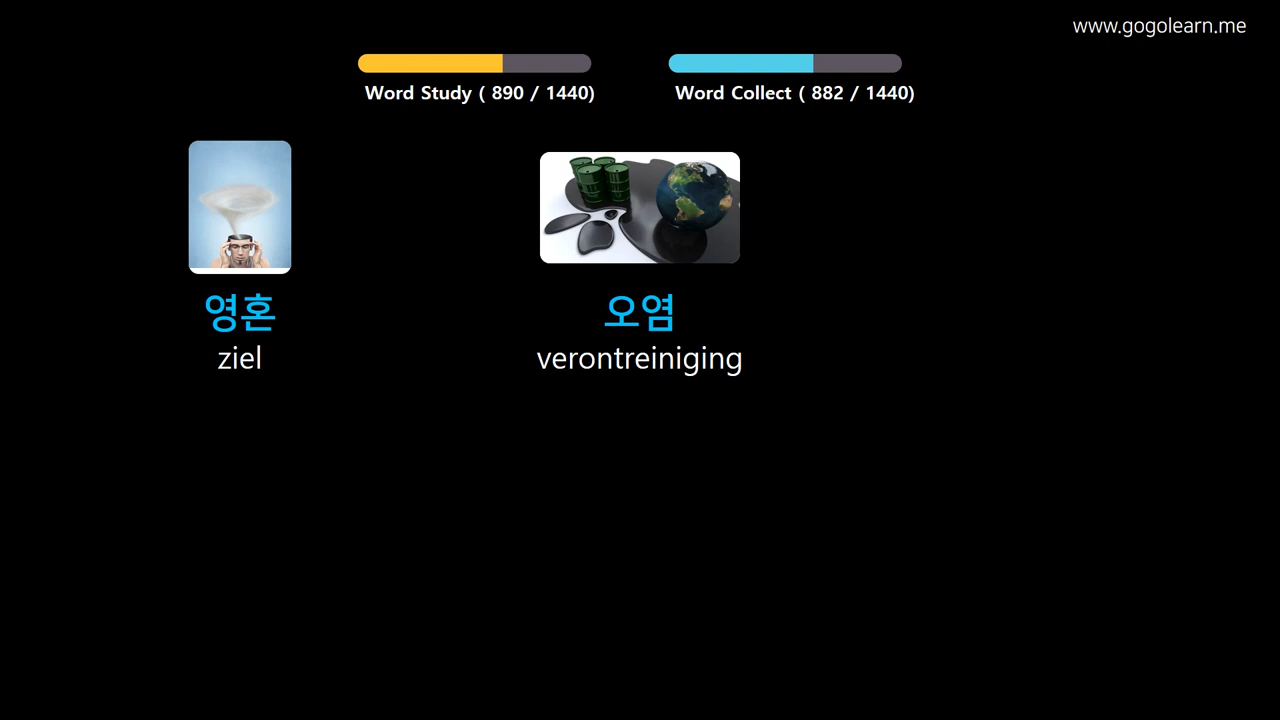 www.gogolearn.me
Word Study ( 890 / 1440)
Word Collect ( 882 / 1440)
영혼
ziel
오염
verontreiniging